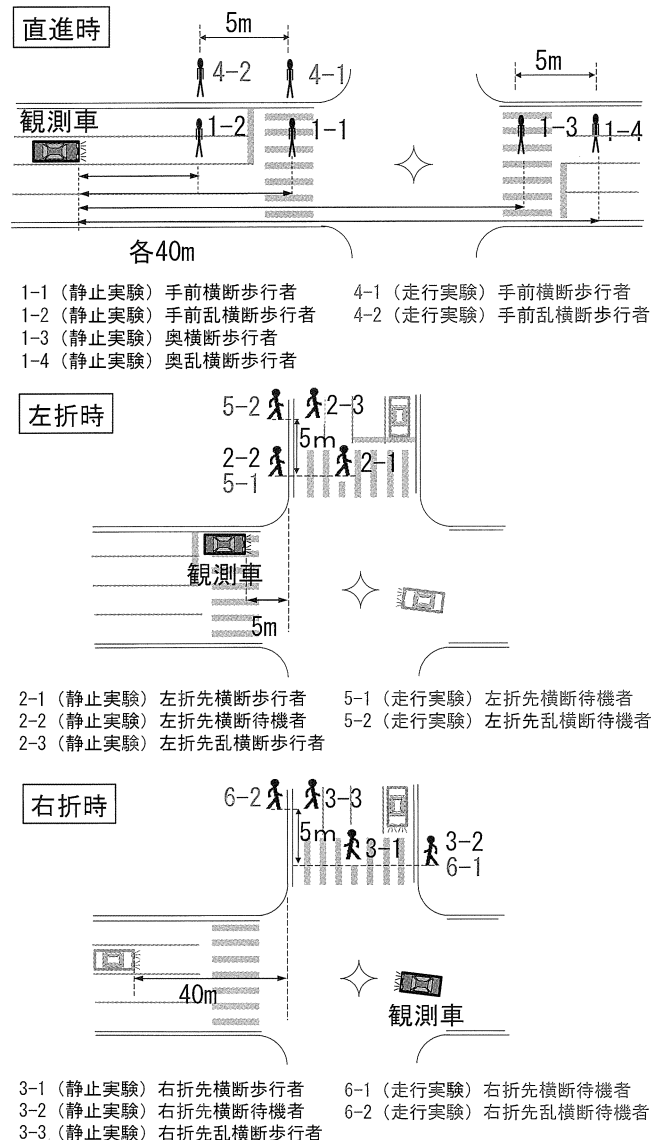 直進時
5m
4-2
4-1
5m
観測車
1-2
1-1
1-3
1-4
各40m
1-1（静止実験）手前横断歩行者
1-2（静止実験）手前乱横断歩行者
1-3（静止実験）奥横断歩行者
1-4（静止実験）奥乱横断歩行者
4-1（走行実験）手前横断歩行者
4-2（走行実験）手前乱横断歩行者
左折時
5-2
2-3
5m
2-2
5-1
2-1
観測車
5m
2-1（静止実験）左折先横断歩行者
2-2（静止実験）左折先横断待機者
2-3（静止実験）左折先乱横断歩行者
5-1（走行実験）左折先横断待機者
5-2（走行実験）左折先乱横断待機者
右折時
6-2
3-3
5m
3-1
3-2
6-1
40m
観測車
3-1（静止実験）右折先横断歩行者
3-2（静止実験）右折先横断待機者
3-3（静止実験）右折先乱横断歩行者
6-1（走行実験）右折先横断待機者
6-2（走行実験）右折先乱横断待機者